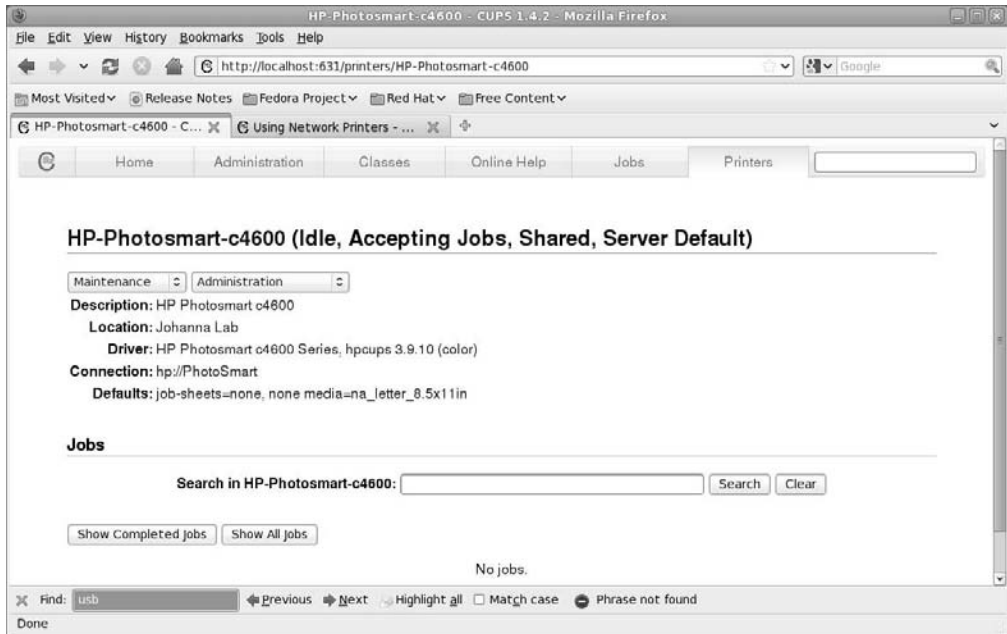 HP-Photosmart-c4600 - CUPS 1.4.2 - Mozilla Firefox
File Edit View History Bookmarks Tools Help
http://localhost:631/printers/HP-Photosmart-c4600 Google
Most Visited Release Notes Fedora Project Red Hat Free Content
HP-Photosmart-c4600 - C... Using Network Printers - ...
Home Administration Classes Online Help Jobs Printers
HP-Photosmart-c4600 (Idle, Accepting Jobs, Shared, Server Default)
Maintenance Administration
Description: HP Photosmart c4600
Location: Johanna Lab
Driver: HP Photosmart c4600 Series, hpcups 3.9.10 (color)
Connection: hp://PhotoSmart
Defaults: job-sheets=none, none media=na_letter_8.5x11in
Jobs
Search in HP-Photosmart-c4600: Search Clear
Show Completed Jobs Show All Jobs
No jobs.
Find: usb Previous Next Highlight all Match case Phrase not found
Done